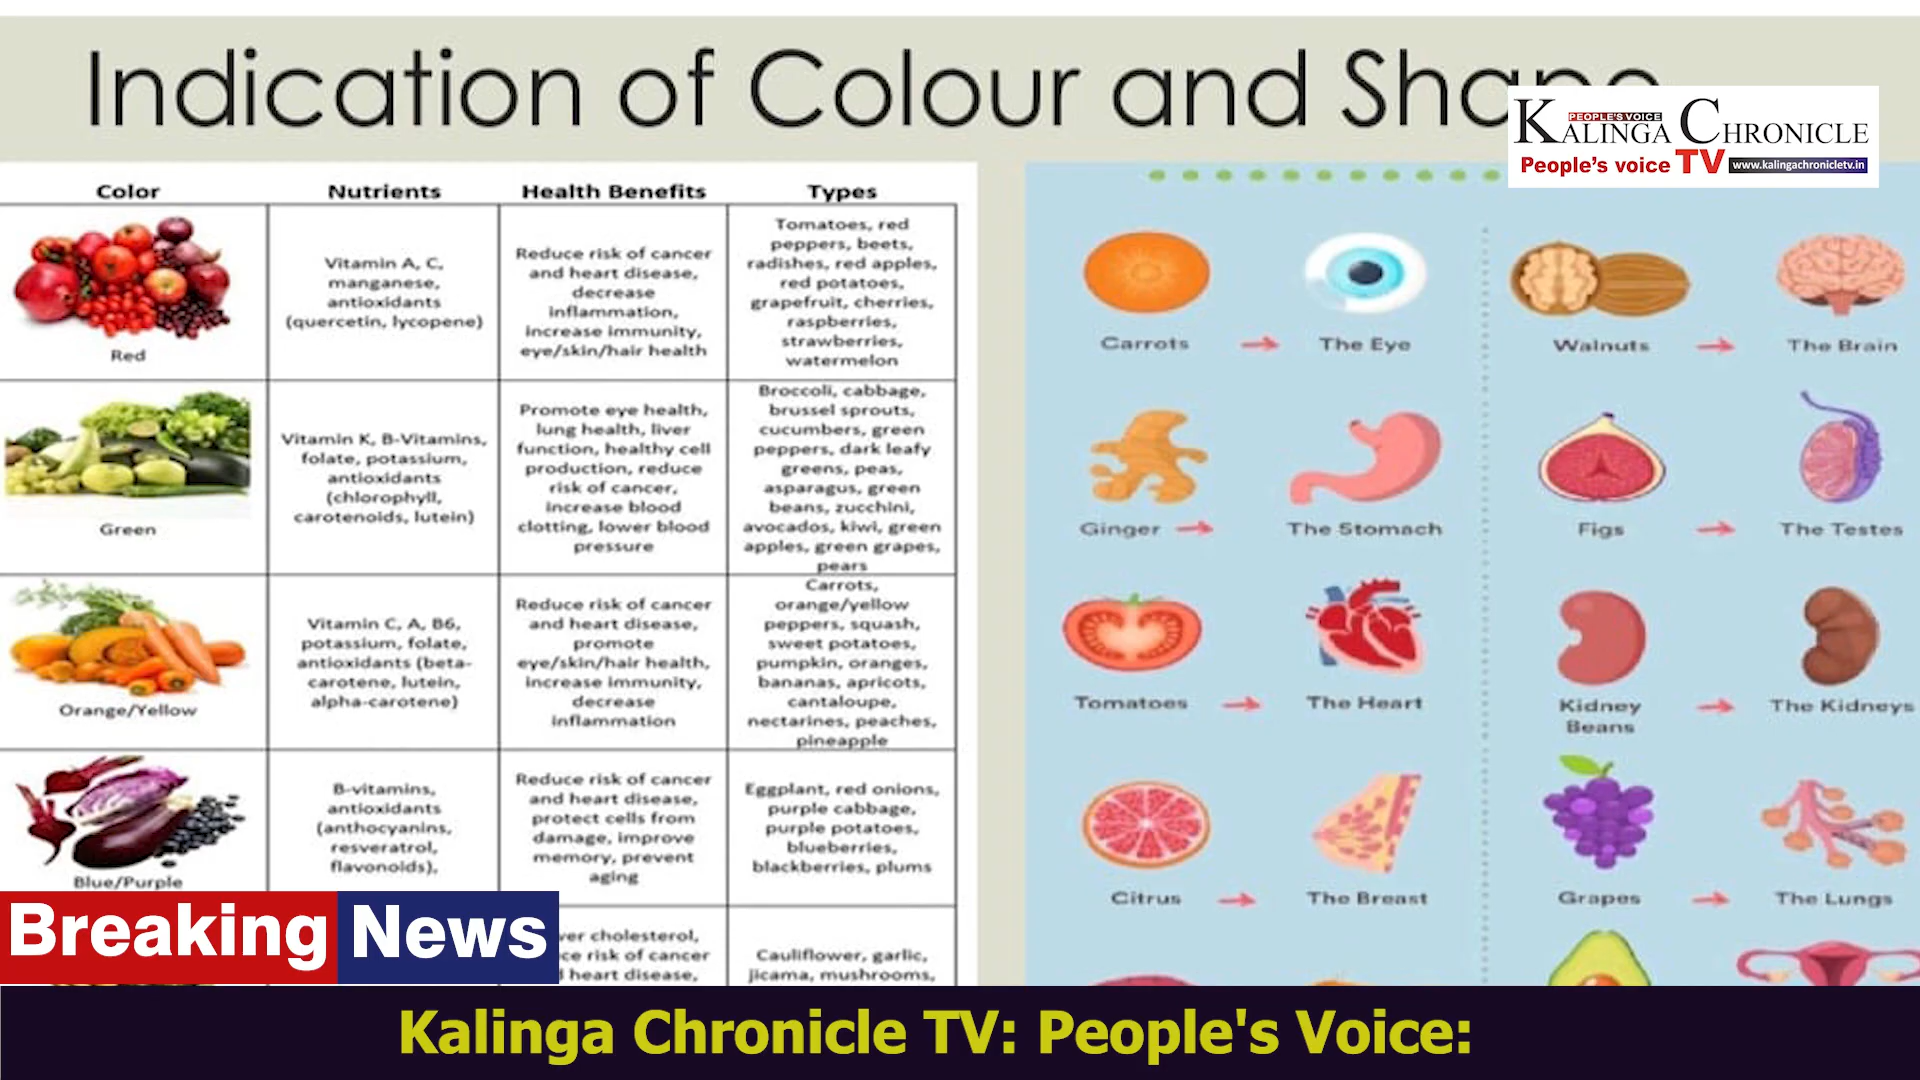 Indication of Colour and Shape
PEOPLE'S VOICE
KALINGA CHRONICLE
People's voice TV www.kalingachronicletv.in
Color Nutrients Health Benefits Types
Red
Vitamin A, C,
manganese,
antioxidants
(quercetin, lycopene)
Reduce risk of cancer
and heart disease,
decrease
inflammation,
increase immunity,
eye/skin/hair health
Tomatoes, red
peppers, beets,
radishes, red apples,
red potatoes,
grapefruit, cherries,
raspberries,
strawberries,
watermelon
Green
Vitamin K, B-Vitamins,
folate, potassium,
antioxidants
(chlorophyll,
carotenoids, lutein)
Promote eye health,
lung health, liver
function, healthy cell
production, reduce
risk of cancer,
increase blood
clotting, lower blood
pressure
Broccoli, cabbage,
brussel sprouts,
cucumbers, green
peppers, dark leafy
greens, peas,
asparagus, green
beans, zucchini,
avocados, kiwi, green
apples, green grapes,
pears
Orange/Yellow
Vitamin C, A, B6,
potassium, folate,
antioxidants (beta-
carotene, lutein,
alpha-carotene)
Reduce risk of cancer
and heart disease,
promote
eye/skin/hair health,
increase immunity,
decrease
inflammation
Carrots,
orange/yellow
peppers, squash,
sweet potatoes,
pumpkin, oranges,
bananas, apricots,
cantaloupe,
nectarines, peaches,
pineapple
Blue/Purple
B-vitamins,
antioxidants
(anthocyanins,
resveratrol,
flavonoids),
Reduce risk of cancer
and heart disease,
protect cells from
damage, improve
memory, prevent
aging
Eggplant, red onions,
purple cabbage,
purple potatoes,
blueberries,
blackberries, plums
cholesterol,
risk of cancer
heart disease,
Cauliflower, garlic,
jicama, mushrooms,
Carrots The Eye
Walnuts The Brain
Ginger The Stomach
Figs The Testes
Tomatoes The Heart
Kidney
Beans
The Kidneys
Citrus The Breast
Grapes The Lungs
Breaking News
Kalinga Chronicle TV: People's Voice: